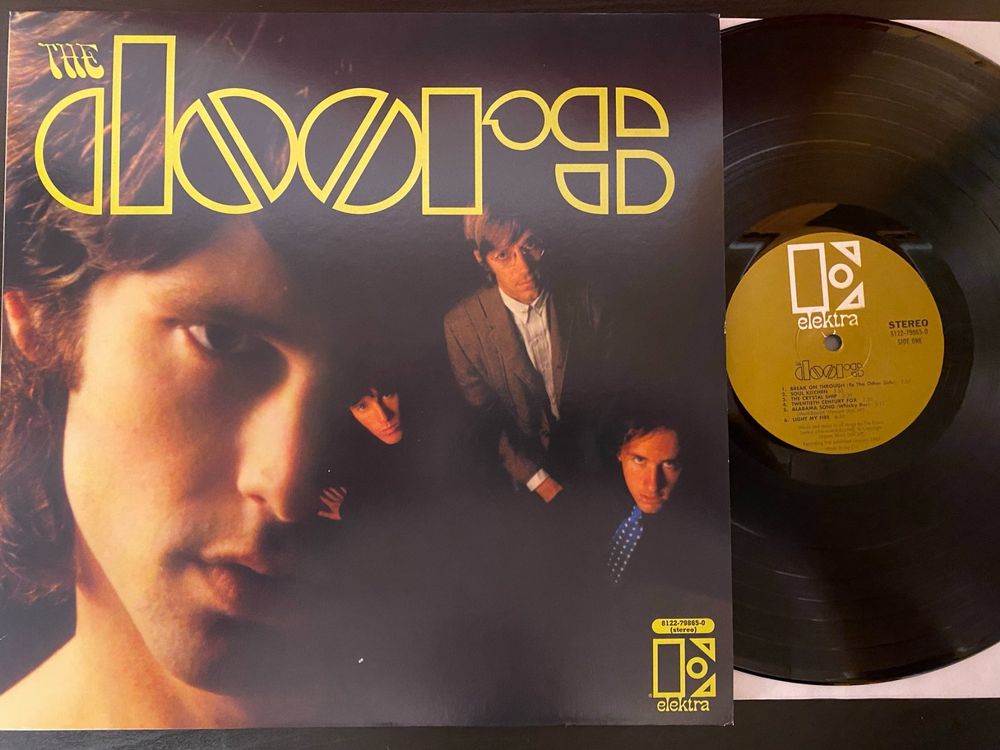 THE
doors
8122-79865-0
(stereo)
elektra
elektra
STEREO
8122-79865-0
SIDE ONE
THE
doors
1. BREAK ON THROUGH (To The Other Side)
2. SOUL KITCHEN
3. THE CRYSTAL SHIP
4. TWENTIETH CENTURY FOX
5. ALABAMA SONG (Whisky Bar)
6. LIGHT MY FIRE